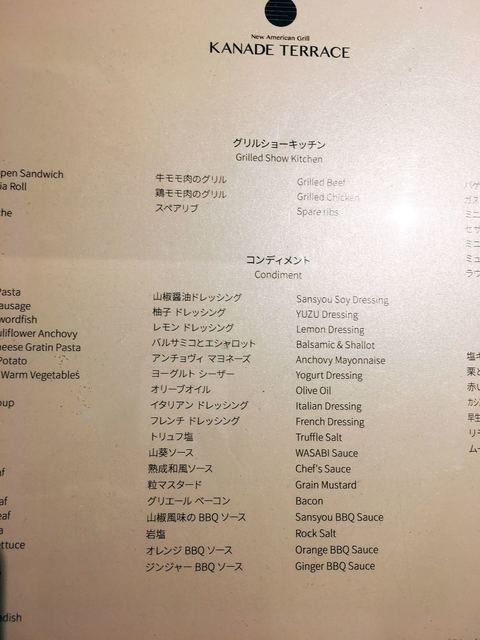 New American Grill
KANADE TERRACE
グリルショーキッチン
Grilled Show Kitchen
牛モモ肉のグリル Grilled Beef
鶏モモ肉のグリル Grilled Chicken
スペアリブ Spare ribs
コンディメント
Condiment
山椒醤油ドレッシング Sansyou Soy Dressing
柚子 ドレッシング YUZU Dressing
レモン ドレッシング Lemon Dressing
バルサミコとエシャロット Balsamic & Shallot
アンチョヴィ マヨネーズ Anchovy Mayonnaise
ヨーグルト シーザー Yogurt Dressing
オリーブオイル Olive Oil
イタリアン ドレッシング Italian Dressing
フレンチ ドレッシング French Dressing
トリュフ塩 Truffle Salt
山葵ソース WASABI Sauce
熟成和風ソース Chef's Sauce
粒マスタード Grain Mustard
グリエール ベーコン Bacon
山椒風味の BBQ ソース Sansyou BBQ Sauce
岩塩 Rock Salt
オレンジ BBQ ソース Orange BBQ Sauce
ジンジャー BBQ ソース Ginger BBQ Sauce
Sandwich
Roll
Pasta
Anchovy
Gratin Pasta
Warm Vegetables